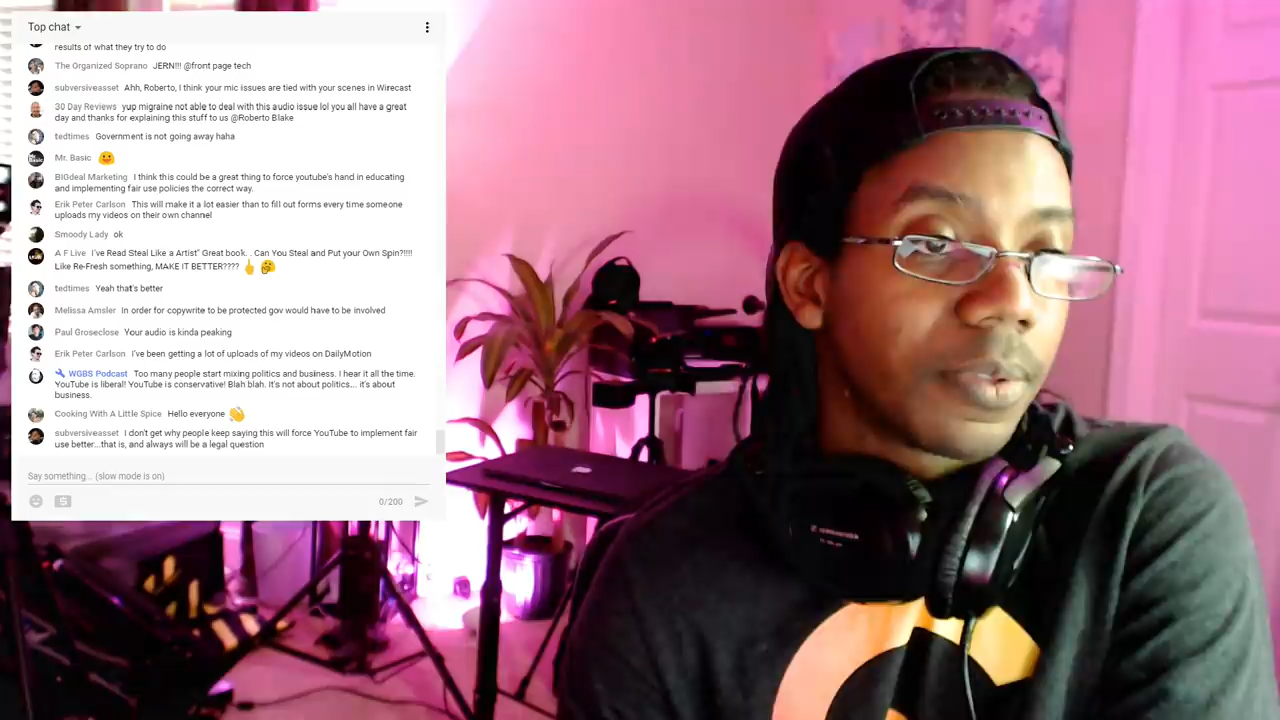 Top chat
results of what they try to do
The Organized Soprano JERN!!! @front page tech
subversiveasset Ahh, Roberto, I think your mic issues are tied with your scenes in Wirecast
30 Day Reviews yup migraine not able to deal with this audio issue lol you all have a great
day and thanks for explaining this stuff to us @Roberto Blake
tedtimes Government is not going away haha
Mr. Basic
BIGdeal Marketing I think this could be a great thing to force youtube's hand in educating
and implementing fair use policies the correct way.
Erik Peter Carlson This will make it a lot easier than to fill out forms every time someone
uploads my videos on their own channel
Smoody Lady ok
A F Live I've Read Steal Like a Artist" Great book. . Can You Steal and Put your Own Spin?!!!!
Like Re-Fresh something, MAKE IT BETTER????
tedtimes Yeah that's better
Melissa Amsler In order for copywrite to be protected gov would have to be involved
Paul Groseclose Your audio is kinda peaking
Erik Peter Carlson I've been getting a lot of uploads of my videos on DailyMotion
WGBS Podcast Too many people start mixing politics and business. I hear it all the time.
YouTube is liberal! YouTube is conservative! Blah blah. It's not about politics... it's about
business.
Cooking With A Little Spice Hello everyone
subversiveasset I don't get why people keep saying this will force YouTube to implement fair
use better...that is, and always will be a legal question
Say something... (slow mode is on)
0/200